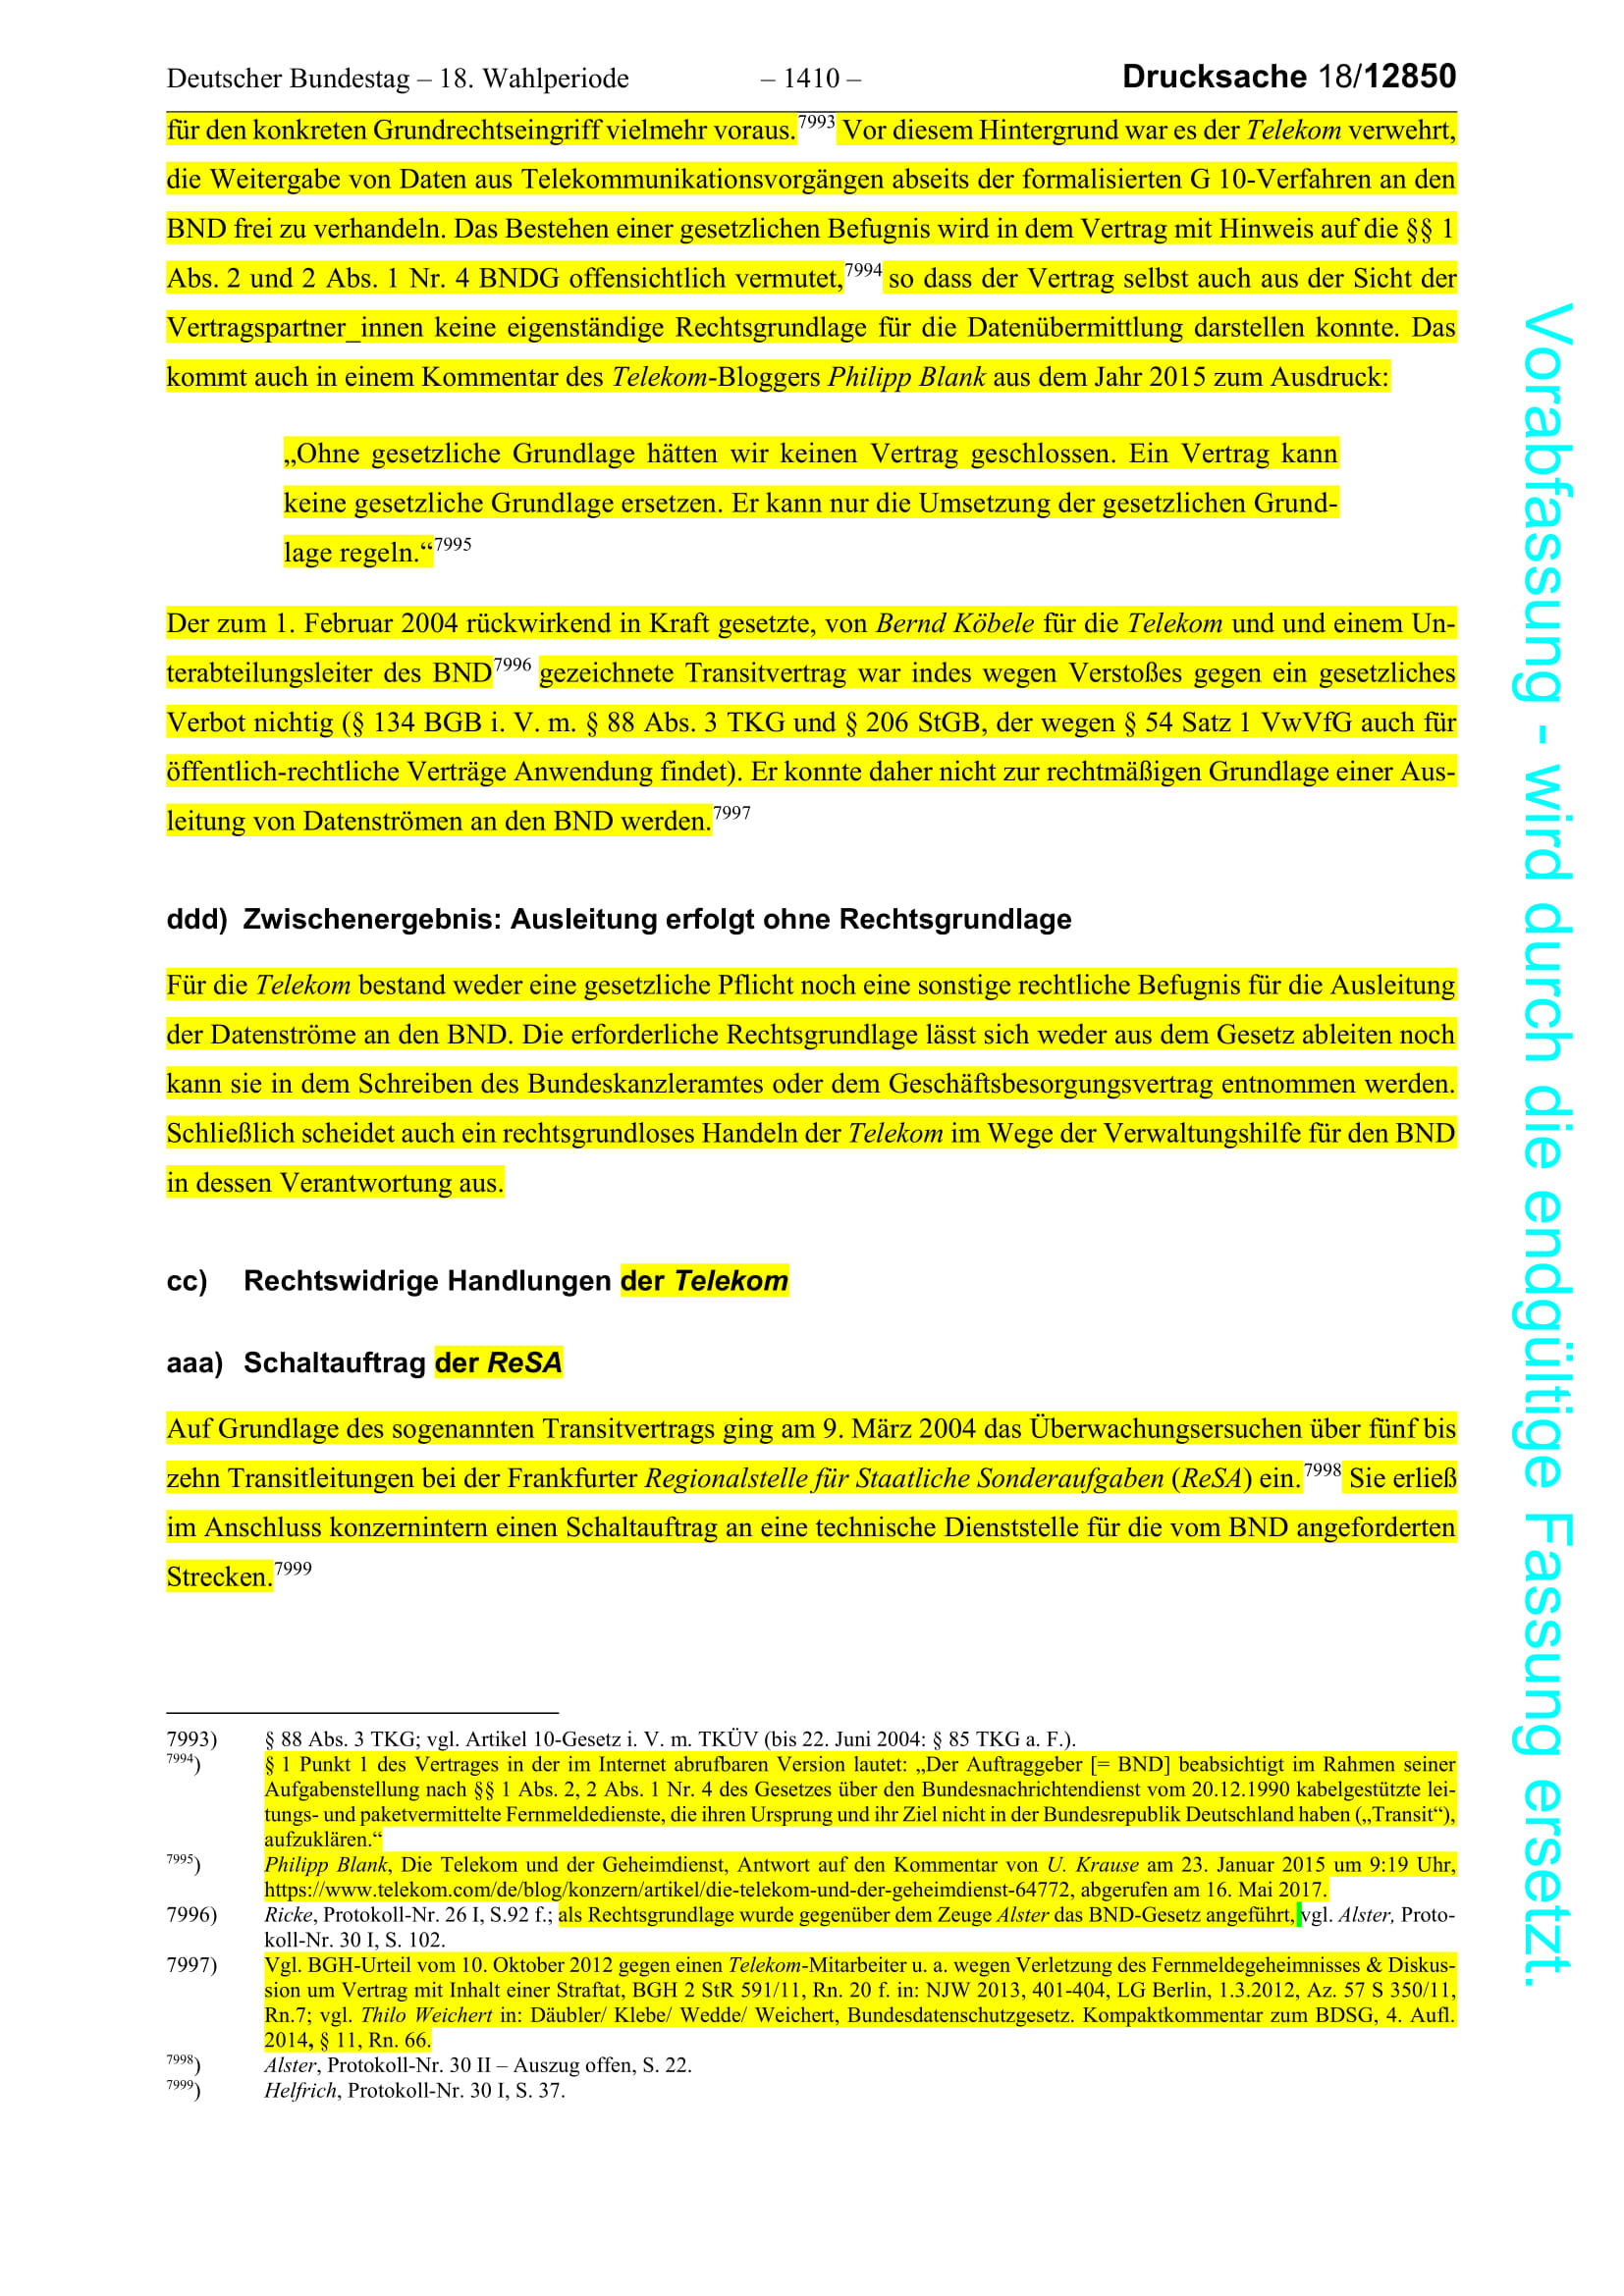 Deutscher Bundestag – 18. Wahlperiode – 1410 – Drucksache 18/12850
für den konkreten Grundrechtseingriff vielmehr voraus.7993 Vor diesem Hintergrund war es der Telekom verwehrt,
die Weitergabe von Daten aus Telekommunikationsvorgängen abseits der formalisierten G 10-Verfahren an den
BND frei zu verhandeln. Das Bestehen einer gesetzlichen Befugnis wird in dem Vertrag mit Hinweis auf die §§ 1
Abs. 2 und 2 Abs. 1 Nr. 4 BNDG offensichtlich vermutet,7994 so dass der Vertrag selbst auch aus der Sicht der
Vertragspartner_innen keine eigenständige Rechtsgrundlage für die Datenübermittlung darstellen konnte. Das
kommt auch in einem Kommentar des Telekom-Bloggers Philipp Blank aus dem Jahr 2015 zum Ausdruck:
„Ohne gesetzliche Grundlage hätten wir keinen Vertrag geschlossen. Ein Vertrag kann
keine gesetzliche Grundlage ersetzen. Er kann nur die Umsetzung der gesetzlichen Grund-
lage regeln.“7995
Der zum 1. Februar 2004 rückwirkend in Kraft gesetzte, von Bernd Köbele für die Telekom und und einem Un-
terabteilungsleiter des BND7996 gezeichnete Transitvertrag war indes wegen Verstoßes gegen ein gesetzliches
Verbot nichtig (§ 134 BGB i. V. m. § 88 Abs. 3 TKG und § 206 StGB, der wegen § 54 Satz 1 VwVfG auch für
öffentlich-rechtliche Verträge Anwendung findet). Er konnte daher nicht zur rechtmäßigen Grundlage einer Aus-
leitung von Datenströmen an den BND werden.7997
ddd) Zwischenergebnis: Ausleitung erfolgt ohne Rechtsgrundlage
Für die Telekom bestand weder eine gesetzliche Pflicht noch eine sonstige rechtliche Befugnis für die Ausleitung
der Datenströme an den BND. Die erforderliche Rechtsgrundlage lässt sich weder aus dem Gesetz ableiten noch
kann sie in dem Schreiben des Bundeskanzleramtes oder dem Geschäftsbesorgungsvertrag entnommen werden.
Schließlich scheidet auch ein rechtsgrundloses Handeln der Telekom im Wege der Verwaltungshilfe für den BND
in dessen Verantwortung aus.
cc) Rechtswidrige Handlungen der Telekom
aaa) Schaltauftrag der ReSA
Auf Grundlage des sogenannten Transitvertrags ging am 9. März 2004 das Überwachungsersuchen über fünf bis
zehn Transitleitungen bei der Frankfurter Regionalstelle für Staatliche Sonderaufgaben (ReSA) ein.7998 Sie erließ
im Anschluss konzernintern einen Schaltauftrag an eine technische Dienststelle für die vom BND angeforderten
Strecken.7999
7993) § 88 Abs. 3 TKG; vgl. Artikel 10-Gesetz i. V. m. TKÜV (bis 22. Juni 2004: § 85 TKG a. F.).
7994) § 1 Punkt 1 des Vertrages in der im Internet abrufbaren Version lautet: „Der Auftraggeber [= BND] beabsichtigt im Rahmen seiner
Aufgabenstellung nach §§ 1 Abs. 2, 2 Abs. 1 Nr. 4 des Gesetzes über den Bundesnachrichtendienst vom 20.12.1990 kabelgestützte lei-
tungs- und paketvermittelte Fernmeldedienste, die ihren Ursprung und ihr Ziel nicht in der Bundesrepublik Deutschland haben („Transit“),
aufzuklären.“
7995) Philipp Blank, Die Telekom und der Geheimdienst, Antwort auf den Kommentar von U. Krause am 23. Januar 2015 um 9:19 Uhr,
https://www.telekom.com/de/blog/konzern/artikel/die-telekom-und-der-geheimdienst-64772, abgerufen am 16. Mai 2017.
7996) Ricke, Protokoll-Nr. 26 I, S.92 f.; als Rechtsgrundlage wurde gegenüber dem Zeuge Alster das BND-Gesetz angeführt, vgl. Alster, Proto-
koll-Nr. 30 I, S. 102.
7997) Vgl. BGH-Urteil vom 10. Oktober 2012 gegen einen Telekom-Mitarbeiter u. a. wegen Verletzung des Fernmeldegeheimnisses & Diskus-
sion um Vertrag mit Inhalt einer Straftat, BGH 2 StR 591/11, Rn. 20 f. in: NJW 2013, 401-404, LG Berlin, 1.3.2012, Az. 57 S 350/11,
Rn.7; vgl. Thilo Weichert in: Däubler/ Klebe/ Wedde/ Weichert, Bundesdatenschutzgesetz. Kompaktkommentar zum BDSG, 4. Aufl.
2014, § 11, Rn. 66.
7998) Alster, Protokoll-Nr. 30 II – Auszug offen, S. 22.
7999) Helfrich, Protokoll-Nr. 30 I, S. 37.
Vorabfassung - wird durch die endgültige Fassung ersetzt.